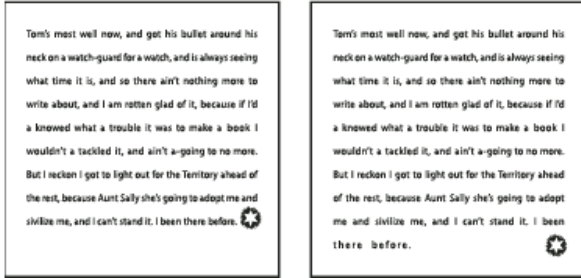 Tom's most well now, and got his bullet around his
neck on a watch-guard for a watch, and is always seeing
what time it is, and so there ain't nothing more to
write about, and I am rotten glad of it, because if I'd
a knowed what a trouble it was to make a book I
wouldn't a tackled it, and ain't a-going to no more.
But I reckon I got to light out for the Territory ahead of
the rest, because Aunt Sally she's going to adopt me and
sivilize me, and I can't stand it. I been there before.
Tom's most well now, and got his bullet around his
neck on a watch-guard for a watch, and is always seeing
what time it is, and so there ain't nothing more to
write about, and I am rotten glad of it, because if I'd
a knowed what a trouble it was to make a book I
wouldn't a tackled it, and ain't a-going to no more.
But I reckon I got to light out for the Territory ahead
of the rest, because Aunt Sally she's going to adopt
me and sivilize me, and I can't stand it. I been
there before.